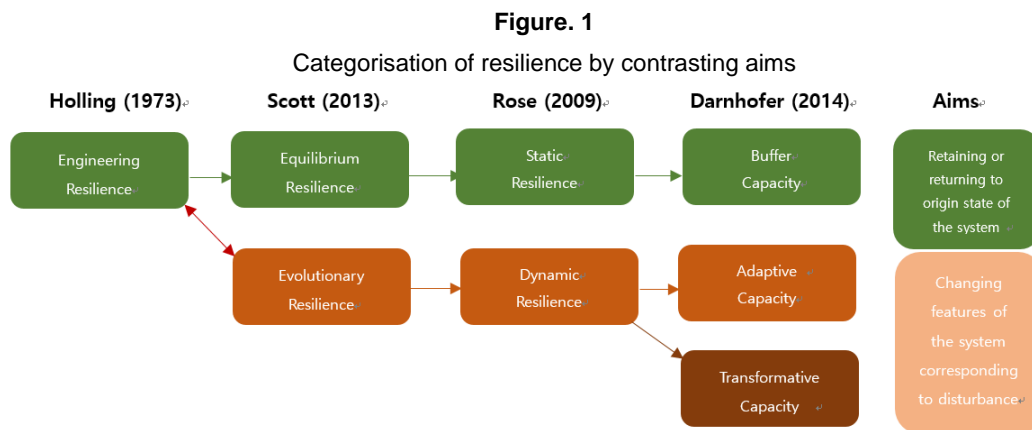 Figure. 1
Categorisation of resilience by contrasting aims
Holling (1973) Scott (2013) Rose (2009) Darnhofer (2014) Aims
Engineering
Resilience
Equilibrium
Resilience
Static
Resilience
Buffer
Capacity
Retaining or
returning to
origin state of
the system
Evolutionary
Resilience
Dynamic
Resilience
Adaptive
Capacity
Changing
features of
the system
corresponding
to disturbance
Transformative
Capacity